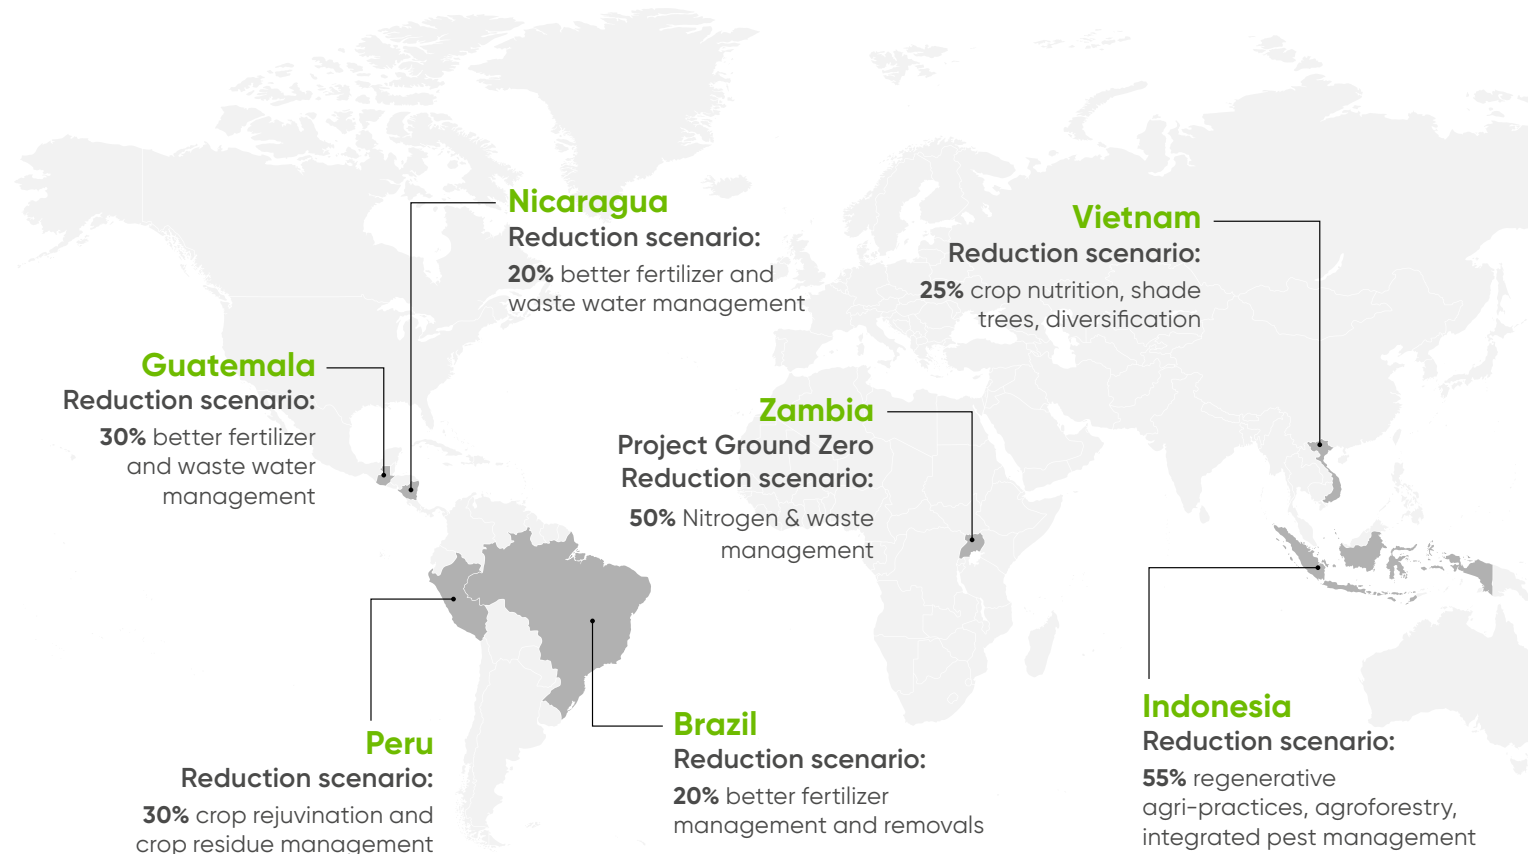 Nicaragua
Reduction scenario:
20% better fertilizer and
waste water management
Vietnam
Reduction scenario:
25% crop nutrition, shade
trees, diversification
Guatemala
Reduction scenario:
30% better fertilizer
and waste water
management
Zambia
Project Ground Zero
Reduction scenario:
50% Nitrogen & waste
management
Peru
Reduction scenario:
30% crop rejuvination and
crop residue management
Brazil
Reduction scenario:
20% better fertilizer
management and removals
Indonesia
Reduction scenario:
55% regenerative
agri-practices, agroforestry,
integrated pest management